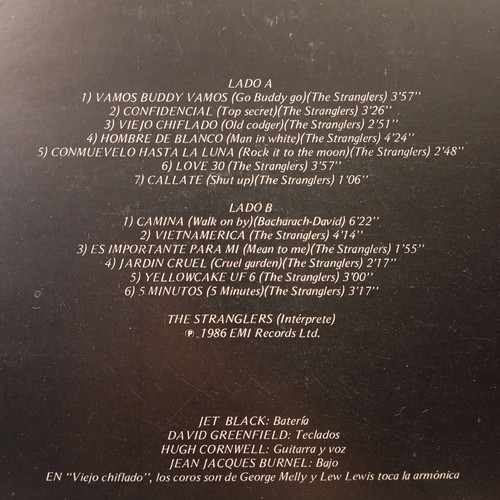 LADO A
1) VAMOS BUDDY VAMOS (Go Buddy go)(The Stranglers) 3'57''
2) CONFIDENCIAL (Top secret)(The Stranglers) 3'26''
3) VIEJO CHIFLADO (Old codger)(The Stranglers) 2'51''
4) HOMBRE DE BLANCO (Man in white)(The Stranglers) 4'24''
5) CONMUEVELO HASTA LA LUNA (Rock it to the moon)(The Stranglers) 2'48''
6) LOVE 30 (The Stranglers) 3'57''
7) CALLATE (Shut up)(The Stranglers) 1'06''
LADO B
1) CAMINA (Walk on by)(Bacharach-David) 6'22''
2) VIETNAMERICA (The Stranglers) 4'14''
3) ES IMPORTANTE PARA MI (Mean to me)(The Stranglers) 1'55''
4) JARDIN CRUEL (Cruel garden)(The Stranglers) 2'17''
5) YELLOWCAKE UF 6 (The Stranglers) 3'00''
6) 5 MINUTOS (5 Minutes)(The Stranglers) 3'17''
THE STRANGLERS (Intérprete)
℗ 1986 EMI Records Ltd.
JET BLACK: Batería
DAVID GREENFIELD: Teclados
HUGH CORNWELL: Guitarra y voz
JEAN JACQUES BURNEL: Bajo
EN "Viejo chiflado", los coros son de George Melly y Lew Lewis toca la armónica